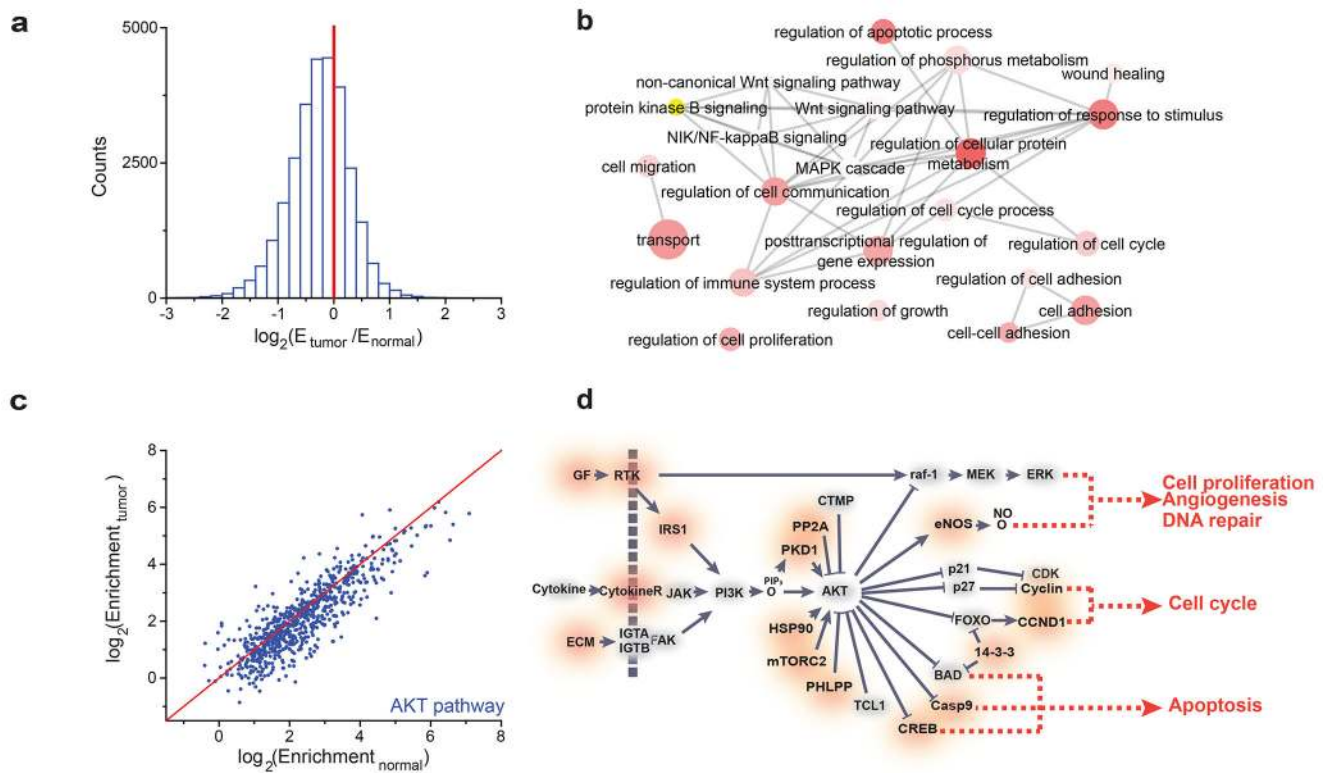 a
5000
2500
0
Counts
-3
-2
-1
0
1
2
3
log2(E tumor /E normal)
b
regulation of apoptotic process
regulation of phosphorus metabolism
wound healing
non-canonical Wnt signaling pathway
protein kinase B signaling
Wnt signaling pathway
regulation of response to stimulus
NIK/NF-kappaB signaling
regulation of cellular protein
metabolism
cell migration
MAPK cascade
regulation of cell communication
regulation of cell cycle process
transport
posttranscriptional regulation of
gene expression
regulation of cell cycle
regulation of immune system process
regulation of cell adhesion
regulation of growth
cell adhesion
cell-cell adhesion
regulation of cell proliferation
c
8
6
4
2
0
log2(Enrichment tumor)
0
2
4
6
8
AKT pathway
log2(Enrichment normal)
d
GF
RTK
raf-1
MEK
ERK
Cell proliferation
Angiogenesis
DNA repair
CTMP
IRS1
PP2A
eNOS
NO
O
PKD1
p21
CDK
Cytokine
CytokineR
JAK
PI3K
PIP3
O
AKT
p27
Cyclin
Cell cycle
HSP90
FOXO
CCND1
ECM
IGTA
IGTB
FAK
mTORC2
14-3-3
BAD
PHLPP
TCL1
Casp9
Apoptosis
CREB